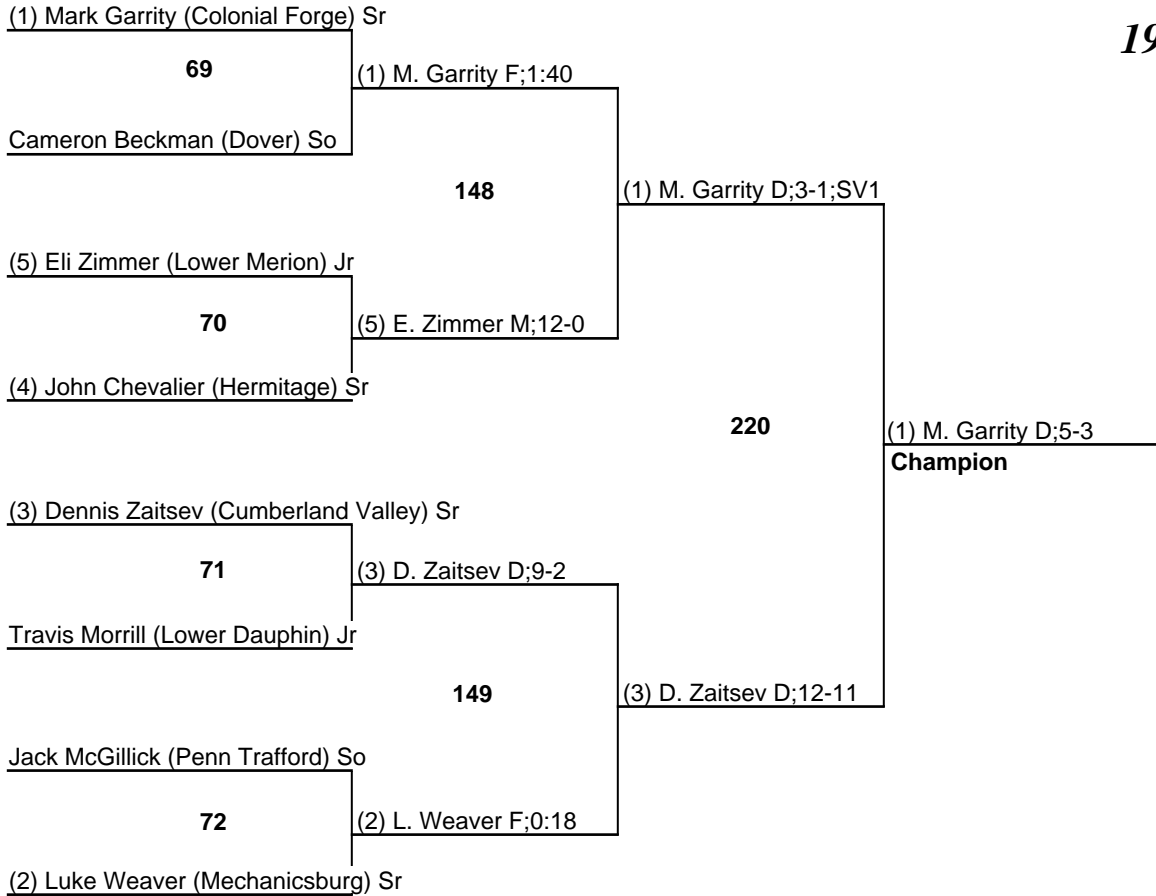 (1) Mark Garrity (Colonial Forge) Sr
19
69
(1) M. Garrity F;1:40
Cameron Beckman (Dover) So
148
(1) M. Garrity D;3-1;SV1
(5) Eli Zimmer (Lower Merion) Jr
70
(5) E. Zimmer M;12-0
(4) John Chevalier (Hermitage) Sr
220
(1) M. Garrity D;5-3
Champion
(3) Dennis Zaitsev (Cumberland Valley) Sr
71
(3) D. Zaitsev D;9-2
Travis Morrill (Lower Dauphin) Jr
149
(3) D. Zaitsev D;12-11
Jack McGillick (Penn Trafford) So
72
(2) L. Weaver F;0:18
(2) Luke Weaver (Mechanicsburg) Sr